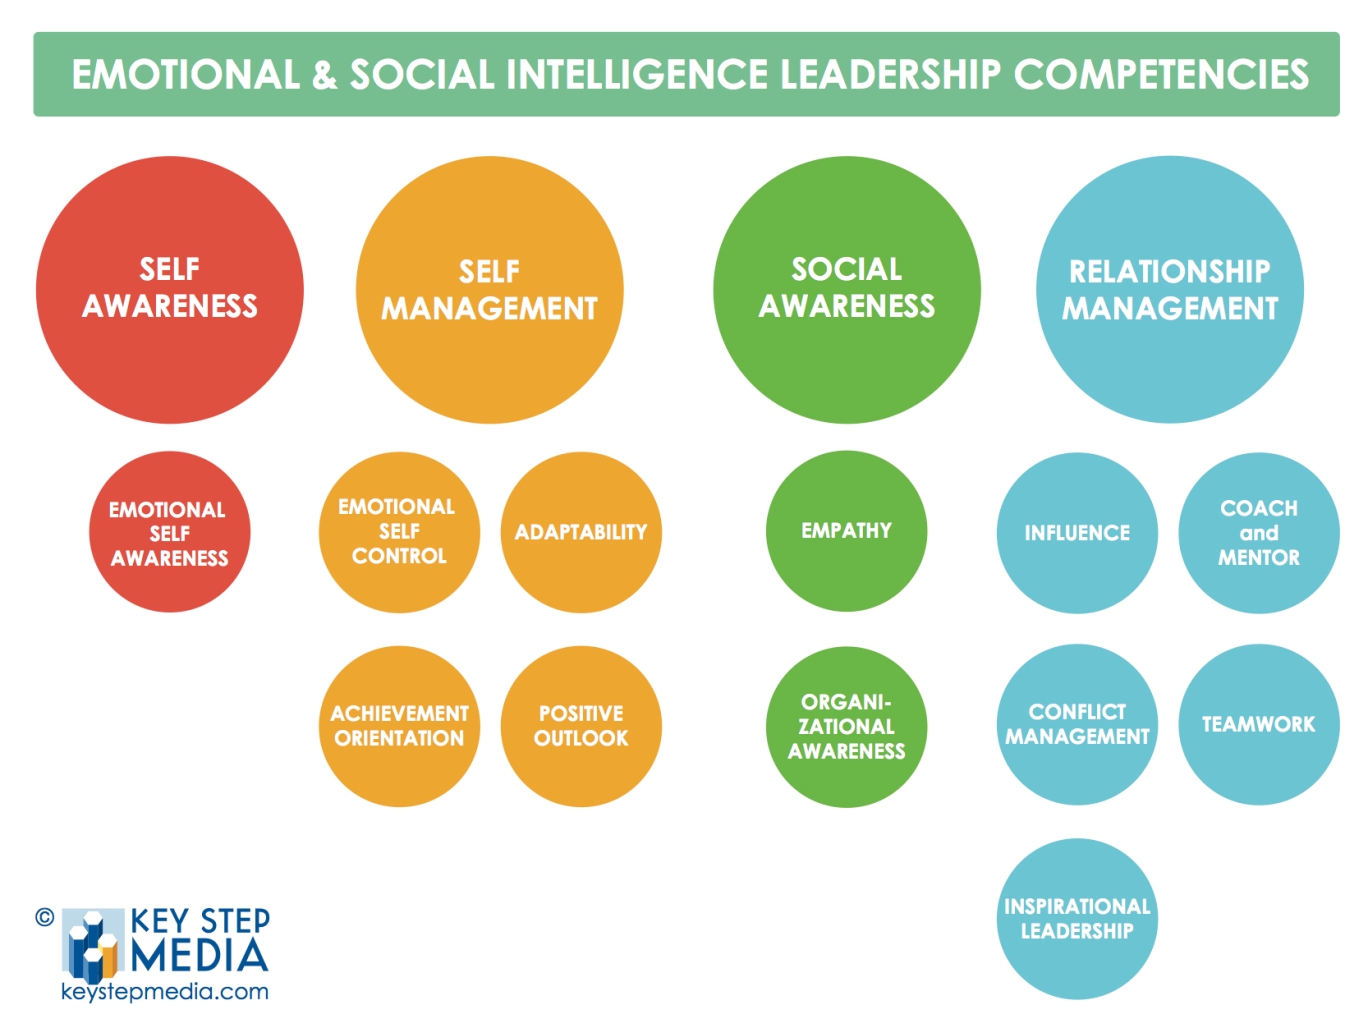 EMOTIONAL & SOCIAL INTELLIGENCE LEADERSHIP COMPETENCIES
SELF
AWARENESS
SELF
MANAGEMENT
SOCIAL
AWARENESS
RELATIONSHIP
MANAGEMENT
EMOTIONAL
SELF
AWARENESS
EMOTIONAL
SELF
CONTROL
ADAPTABILITY
EMPATHY
INFLUENCE
COACH
and
MENTOR
ACHIEVEMENT
ORIENTATION
POSITIVE
OUTLOOK
ORGANI-
ZATIONAL
AWARENESS
CONFLICT
MANAGEMENT
TEAMWORK
INSPIRATIONAL
LEADERSHIP
© KEY STEP
MEDIA
keystepmedia.com